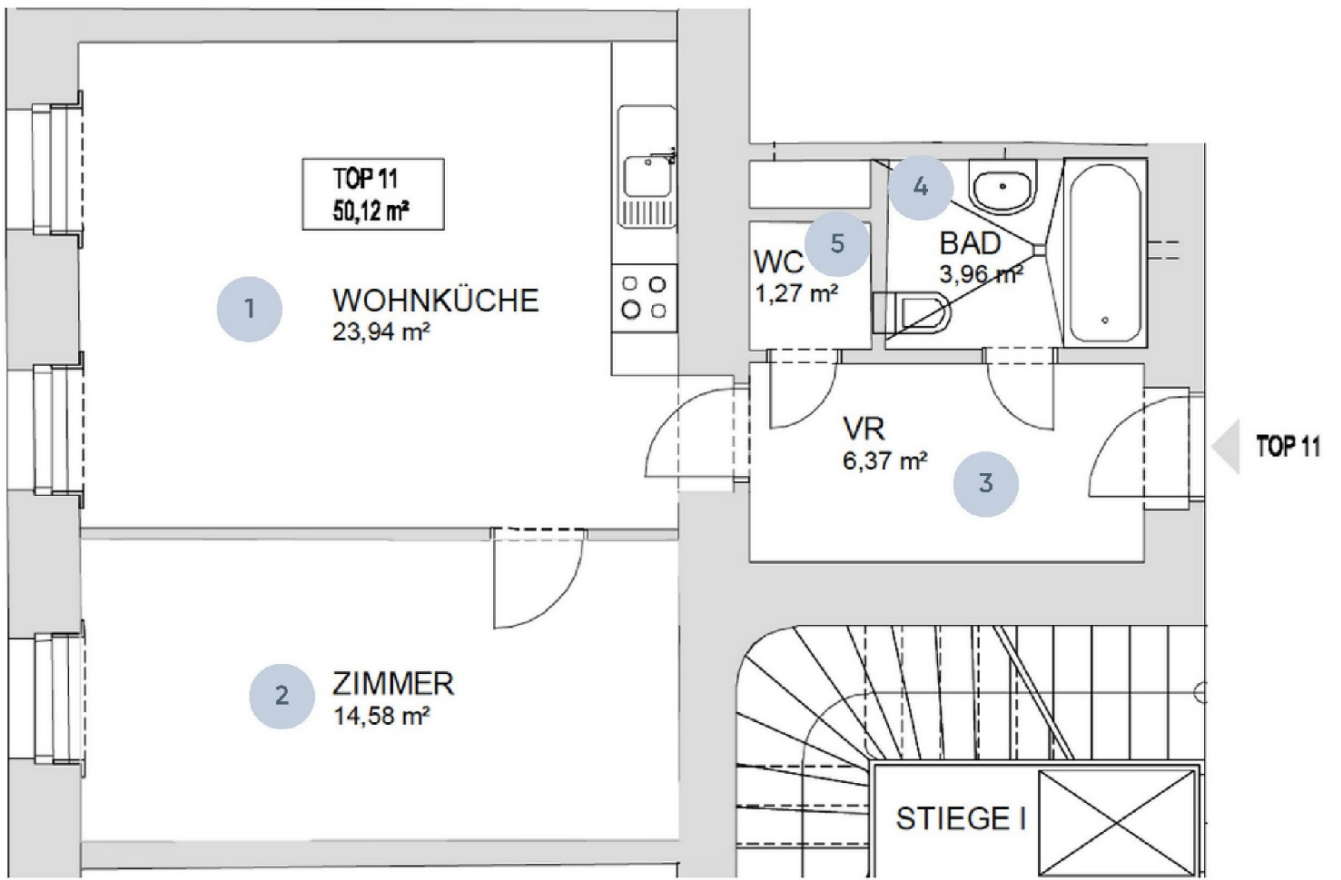 TOP 11
50,12 m²
1
WOHNKÜCHE
23,94 m²
4
BAD
3,96 m²
5
WC
1,27 m²
VR
6,37 m²
3
TOP 11
2
ZIMMER
14,58 m²
STIEGE I